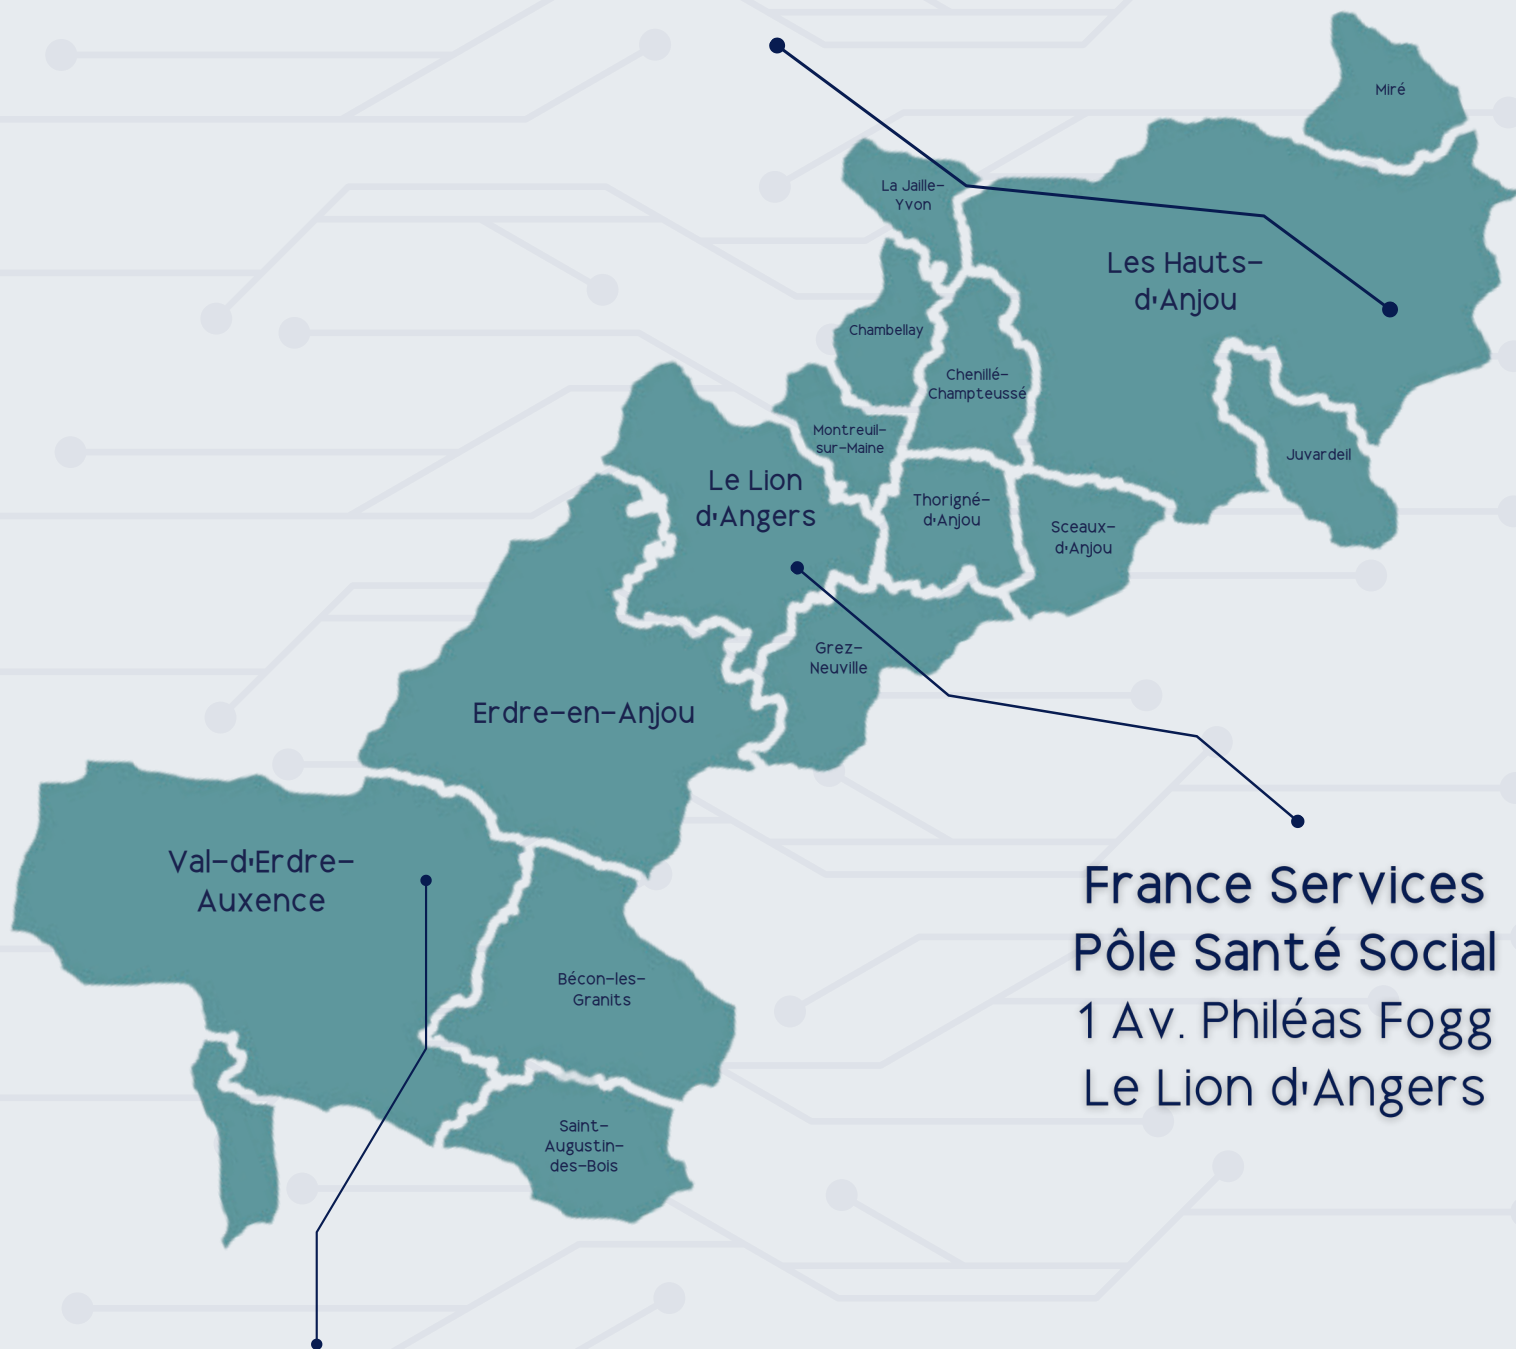 Miré
La Jaille-
Yvon
Les Hauts-
d'Anjou
Chambellay
Chenillé-
Champteussé
Montreuil-
sur-Maine
Juvardeil
Le Lion
d'Angers
Thorigné-
d'Anjou
Sceaux-
d'Anjou
Grez-
Neuville
Erdre-en-Anjou
Val-d'Erdre-
Auxence
Bécon-les-
Granits
Saint-
Augustin-
des-Bois
France Services
Pôle Santé Social
1 Av. Philéas Fogg
Le Lion d'Angers